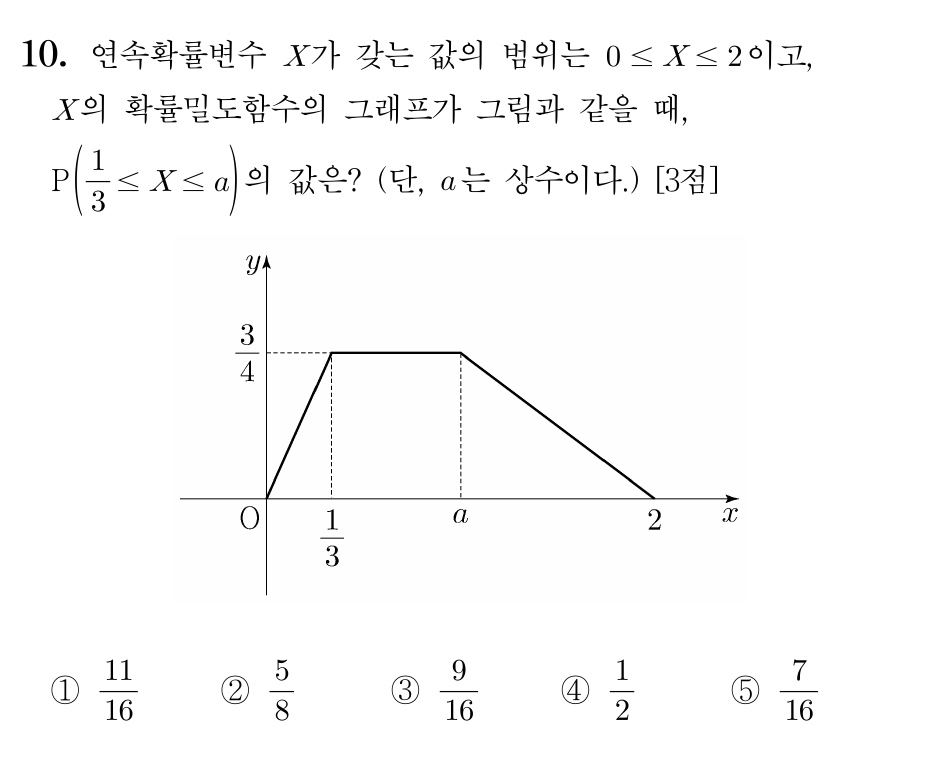 10. 연속확률변수 X가 갖는 값의 범위는 0 ≤ X ≤ 2이고,
X의 확률밀도함수의 그래프가 그림과 같을 때,
P(1/3 ≤ X ≤ a)의 값은? (단, a는 상수이다.) [3점]
y
3/4
O 1/3 a 2 x
① 11/16 ② 5/8 ③ 9/16 ④ 1/2 ⑤ 7/16